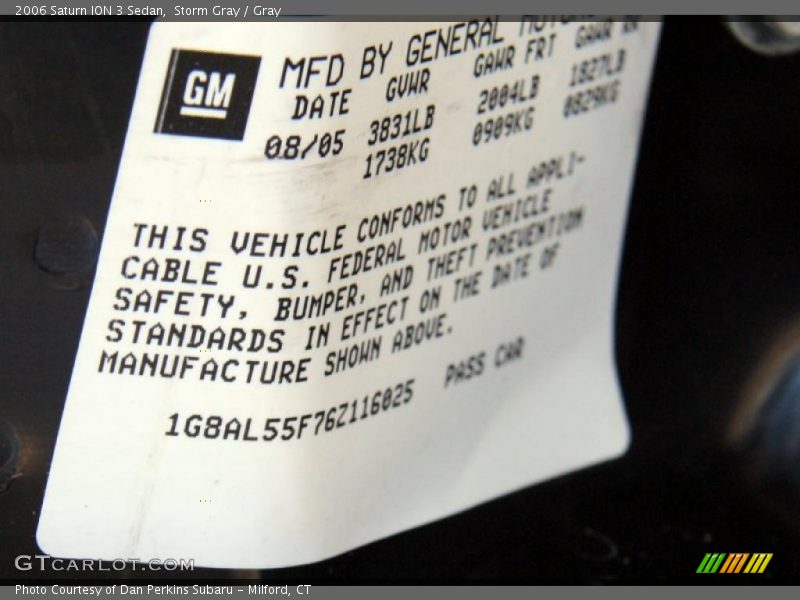 2006 Saturn ION 3 Sedan, Storm Gray / Gray
GM
MFD BY GENERAL
DATE GVWR GAWR FRT GAWR RR
08/05 3831LB 2004LB 1827LB
1738KG 0909KG 0829KG
THIS VEHICLE CONFORMS TO ALL APPLI-
CABLE U.S. FEDERAL MOTOR VEHICLE
SAFETY, BUMPER, AND THEFT PREVENTION
STANDARDS IN EFFECT ON THE DATE OF
MANUFACTURE SHOWN ABOVE.
1G8AL55F76Z116025 PASS CAR
GTCARLOT.COM
Photo Courtesy of Dan Perkins Subaru - Milford, CT